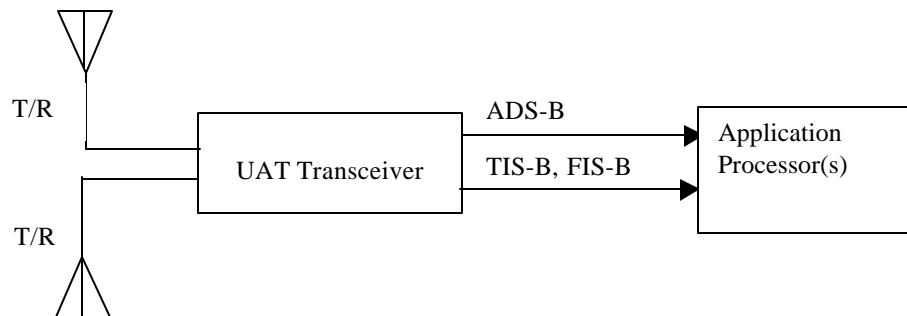 T/R
ADS-B
UAT Transceiver
TIS-B, FIS-B
Application
Processor(s)
T/R